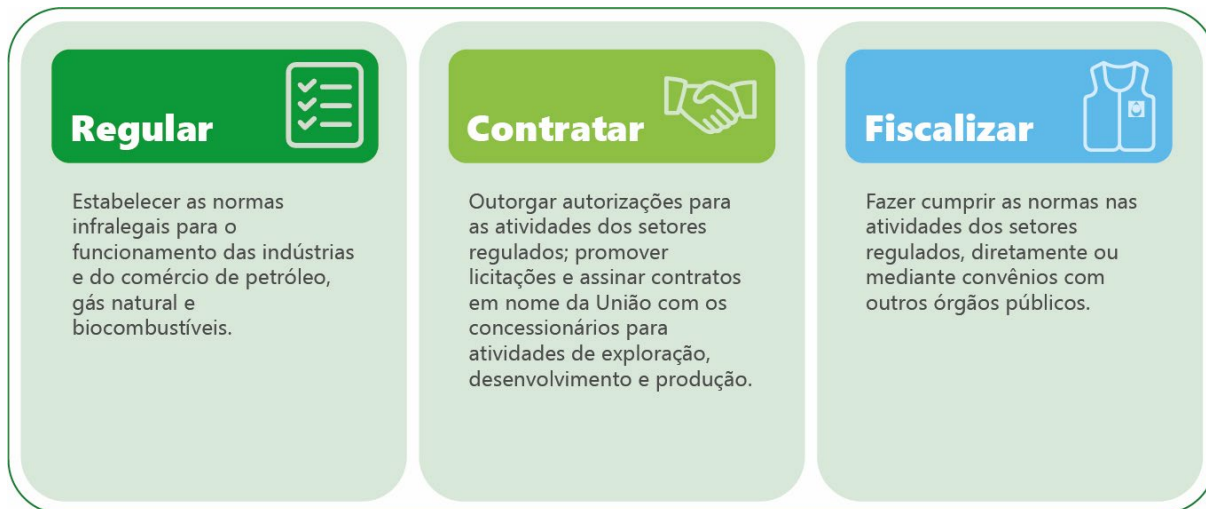 Regular
Estabelecer as normas
infralegais para o
funcionamento das indústrias
e do comércio de petróleo,
gás natural e
biocombustíveis.
Contratar
Outorgar autorizações para
as atividades dos setores
regulados; promover
licitações e assinar contratos
em nome da União com os
concessionários para
atividades de exploração,
desenvolvimento e produção.
Fiscalizar
Fazer cumprir as normas nas
atividades dos setores
regulados, diretamente ou
mediante convênios com
outros órgãos públicos.